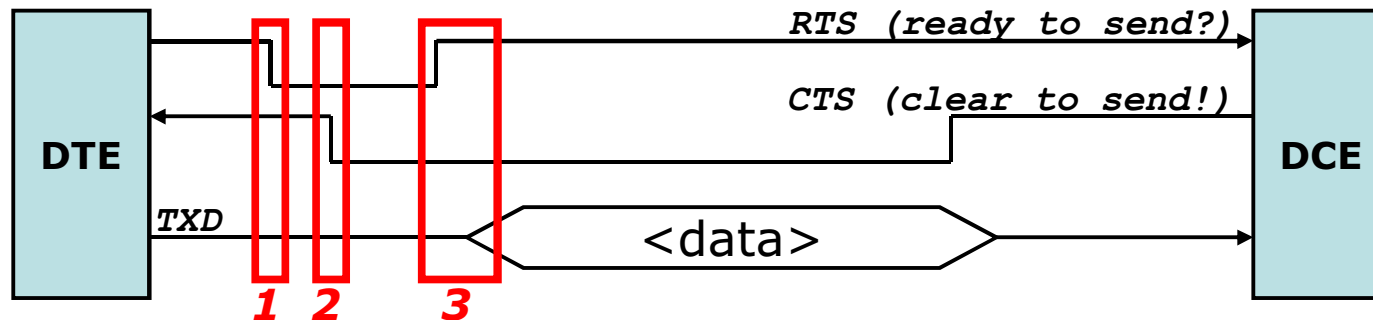 RTS (ready to send?)
CTS (clear to send!)
DTE
DCE
TXD
<data>
1 2 3